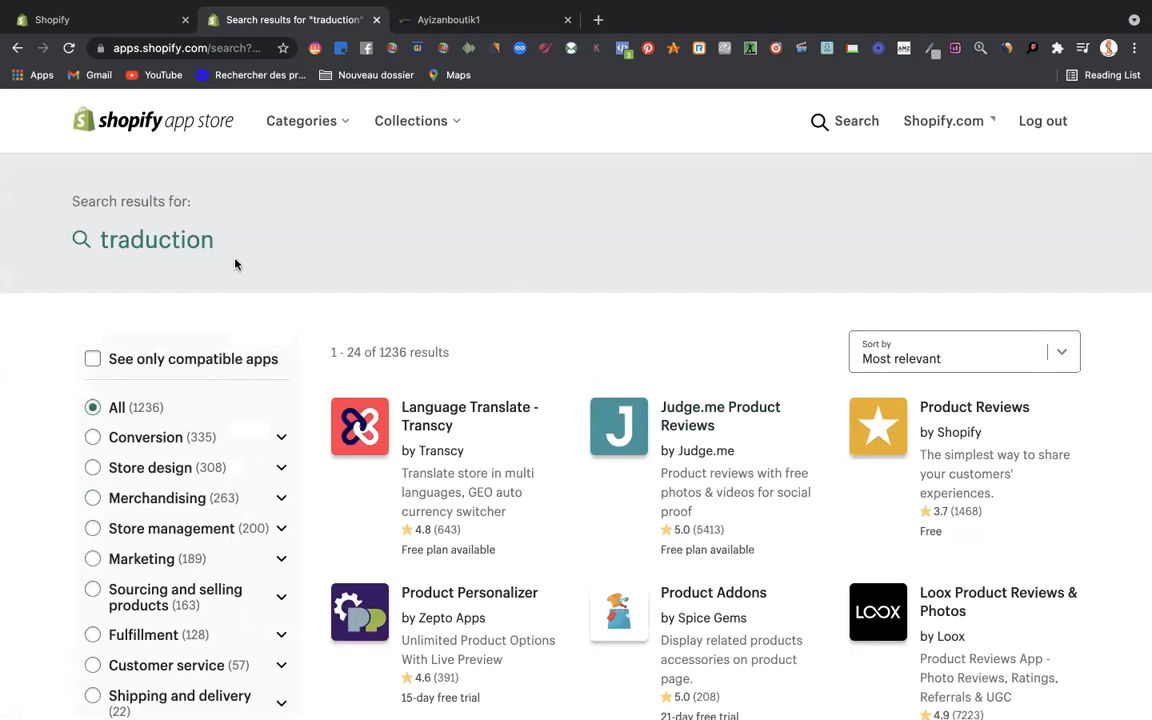 Shopify
Search results for "traduction"
Ayizanboutik1
apps.shopify.com/search?...
Apps
Gmail
YouTube
Rechercher des pr...
Nouveau dossier
Maps
Reading List
shopify app store
Categories
Collections
Search
Shopify.com
Log out
Search results for:
traduction
See only compatible apps
All (1236)
Conversion (335)
Store design (308)
Merchandising (263)
Store management (200)
Marketing (189)
Sourcing and selling
products (163)
Fulfillment (128)
Customer service (57)
Shipping and delivery
(22)
1 - 24 of 1236 results
Sort by
Most relevant
Language Translate -
Transcy
by Transcy
Translate store in multi
languages, GEO auto
currency switcher
4.8 (643)
Free plan available
J
Judge.me Product
Reviews
by Judge.me
Product reviews with free
photos & videos for social
proof
5.0 (5413)
Free plan available
Product Reviews
by Shopify
The simplest way to share
your customers'
experiences.
3.7 (1468)
Free
Product Personalizer
by Zepto Apps
Unlimited Product Options
With Live Preview
4.6 (391)
15-day free trial
Product Addons
by Spice Gems
Display related products
accessories on product
page.
5.0 (208)
21-day free trial
LOOX
Loox Product Reviews &
Photos
by Loox
Product Reviews App -
Photo Reviews, Ratings,
Referrals & UGC
4.9 (7223)